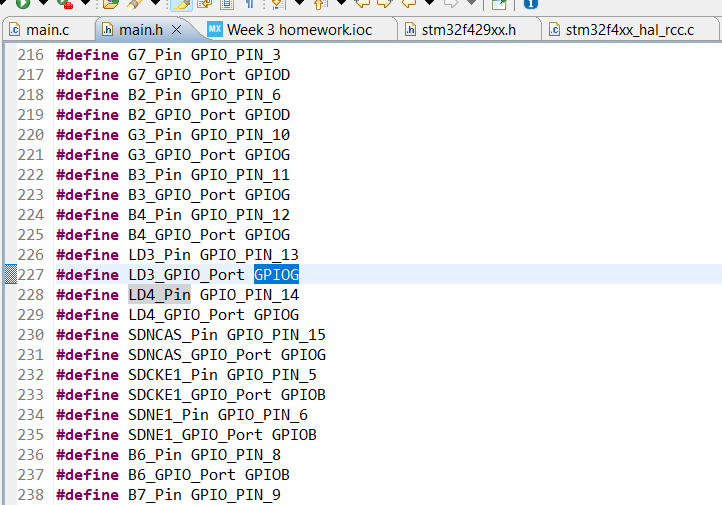 main.c main.h MX Week 3 homework.ioc stm32f429xx.h stm32f4xx_hal_rcc.c
216 #define G7_Pin GPIO_PIN_3
217 #define G7_GPIO_Port GPIOD
218 #define B2_Pin GPIO_PIN_6
219 #define B2_GPIO_Port GPIOD
220 #define G3_Pin GPIO_PIN_10
221 #define G3_GPIO_Port GPIOG
222 #define B3_Pin GPIO_PIN_11
223 #define B3_GPIO_Port GPIOG
224 #define B4_Pin GPIO_PIN_12
225 #define B4_GPIO_Port GPIOG
226 #define LD3_Pin GPIO_PIN_13
227 #define LD3_GPIO_Port GPIOG
228 #define LD4_Pin GPIO_PIN_14
229 #define LD4_GPIO_Port GPIOG
230 #define SDNCAS_Pin GPIO_PIN_15
231 #define SDNCAS_GPIO_Port GPIOG
232 #define SDCKE1_Pin GPIO_PIN_5
233 #define SDCKE1_GPIO_Port GPIOB
234 #define SDNE1_Pin GPIO_PIN_6
235 #define SDNE1_GPIO_Port GPIOB
236 #define B6_Pin GPIO_PIN_8
237 #define B6_GPIO_Port GPIOB
238 #define B7_Pin GPIO_PIN_9